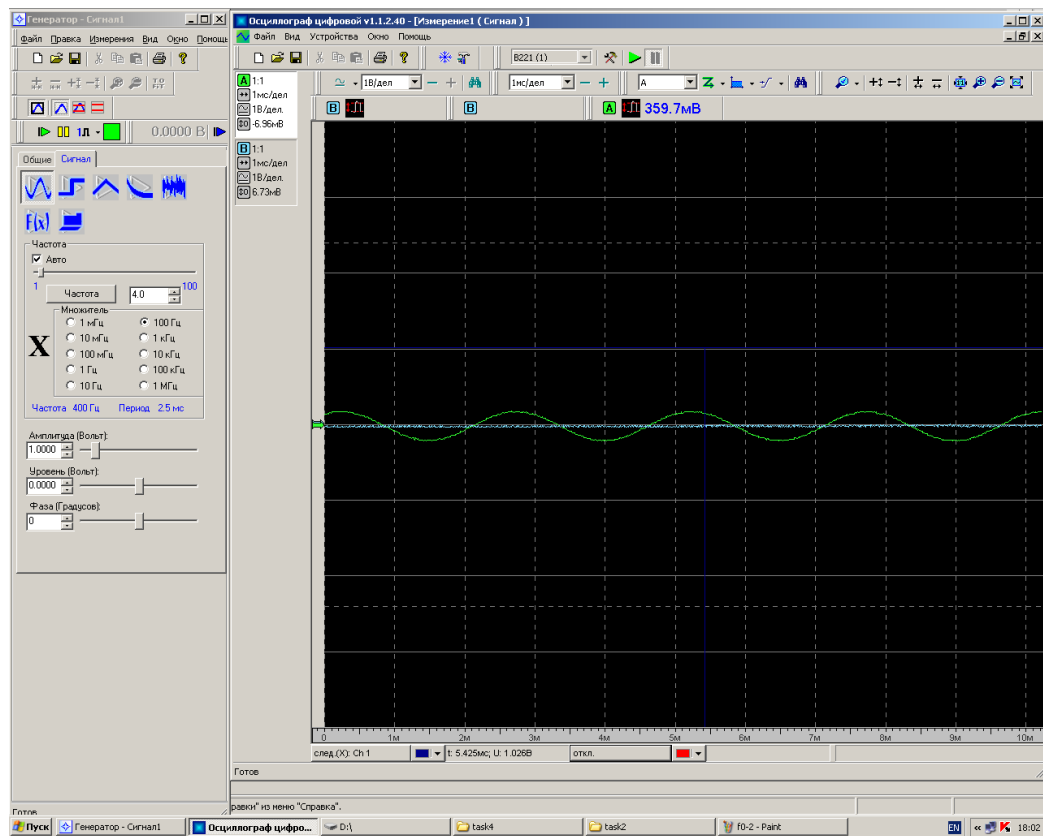 Генератор - Сигнал1
Файл Правка Измерения Вид Окно Помощь
0.0000 В
Общие Сигнал
F(x)
Частота
Авто
1 100
Частота 4.0
Множитель
X
1 мГц 100 Гц
10 мГц 1 кГц
100 мГц 10 кГц
1 Гц 100 кГц
10 Гц 1 МГц
Частота 400 Гц Период 2.5 мс
Амплитуда (Вольт):
1.0000
Уровень (Вольт):
0.0000
Фаза (Градусов):
0
Готов
Осциллограф цифровой v1.1.2.40 - [Измерение1 ( Сигнал ) ]
Файл Вид Устройства Окно Помощь
B221 (1)
1В/дел 1мс/дел A
A 1:1
1мс/дел
1В/дел.
-6.96мВ
B 1:1
1мс/дел
1В/дел.
6.73мВ
B B A 359.7мВ
0 1м 2м 3м 4м 5м 6м 7м 8м 9м 10м
след.(X): Ch 1 t: 5.425мс; U: 1.026В откл.
Готов
равки" из меню "Справка".
Пуск Генератор - Сигнал1 Осциллограф цифро... D:\ task4 task2 f0-2 - Paint EN « 18:02